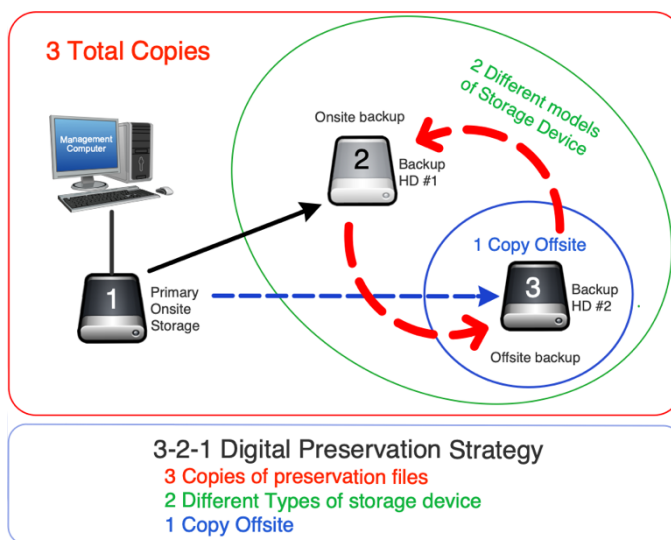 3 Total Copies
Management
Computer
1
Primary
Onsite
Storage
Onsite backup
2
Backup
HD #1
2 Different models
of Storage Device
1 Copy Offsite
3
Backup
HD #2
Offsite backup
3-2-1 Digital Preservation Strategy
3 Copies of preservation files
2 Different Types of storage device
1 Copy Offsite